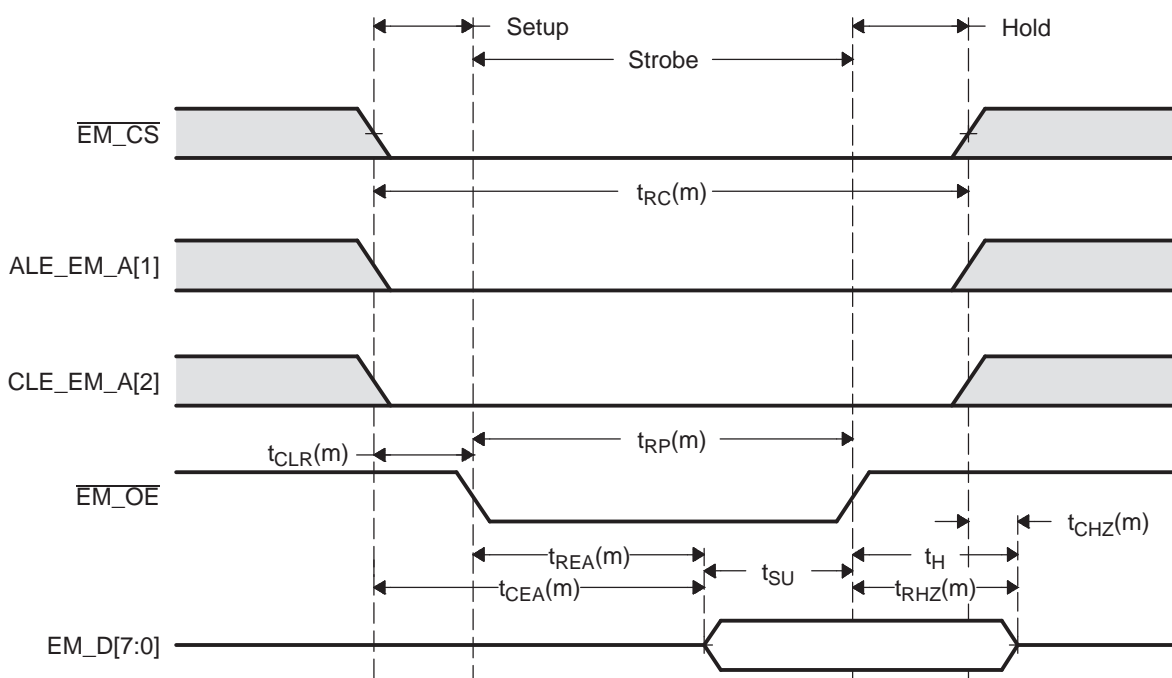 Setup
Hold
Strobe
EM_CS
tRC(m)
ALE_EM_A[1]
CLE_EM_A[2]
tCLR(m)
tRP(m)
EM_OE
tCHZ(m)
tREA(m)
tH
tSU
tCEA(m)
tRHZ(m)
EM_D[7:0]